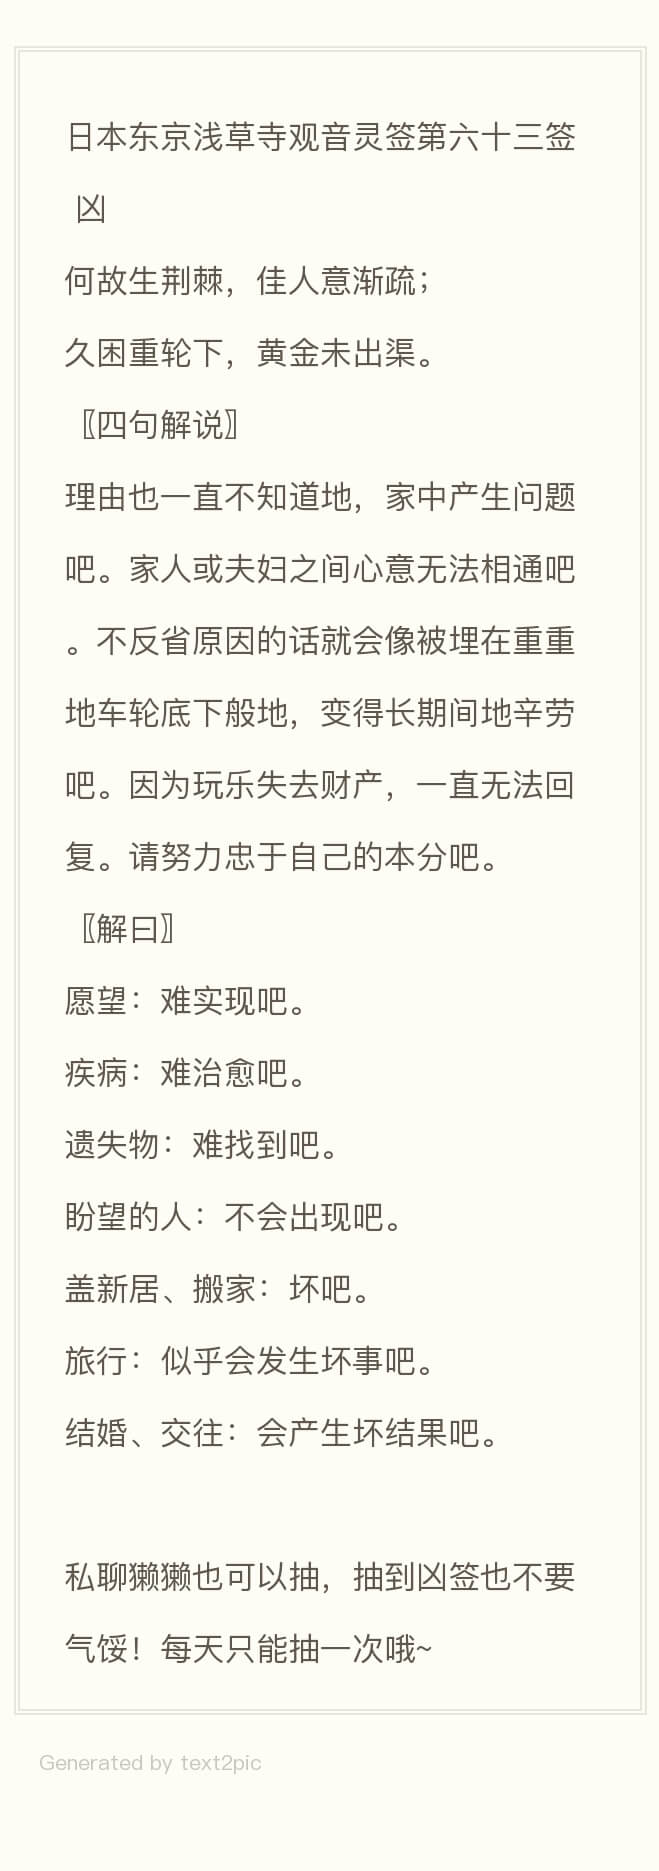 日本东京浅草寺观音灵签第六十三签
凶
何故生荆棘，佳人意渐疏；
久困重轮下，黄金未出渠。
〖四句解说〗
理由也一直不知道地，家中产生问题
吧。家人或夫妇之间心意无法相通吧
。不反省原因的话就会像被埋在重重
地车轮底下般地，变得长期间地辛劳
吧。因为玩乐失去财产，一直无法回
复。请努力忠于自己的本分吧。
〖解曰〗
愿望：难实现吧。
疾病：难治愈吧。
遗失物：难找到吧。
盼望的人：不会出现吧。
盖新居、搬家：坏吧。
旅行：似乎会发生坏事吧。
结婚、交往：会产生坏结果吧。
私聊獭獭也可以抽，抽到凶签也不要
气馁！每天只能抽一次哦~
Generated by text2pic